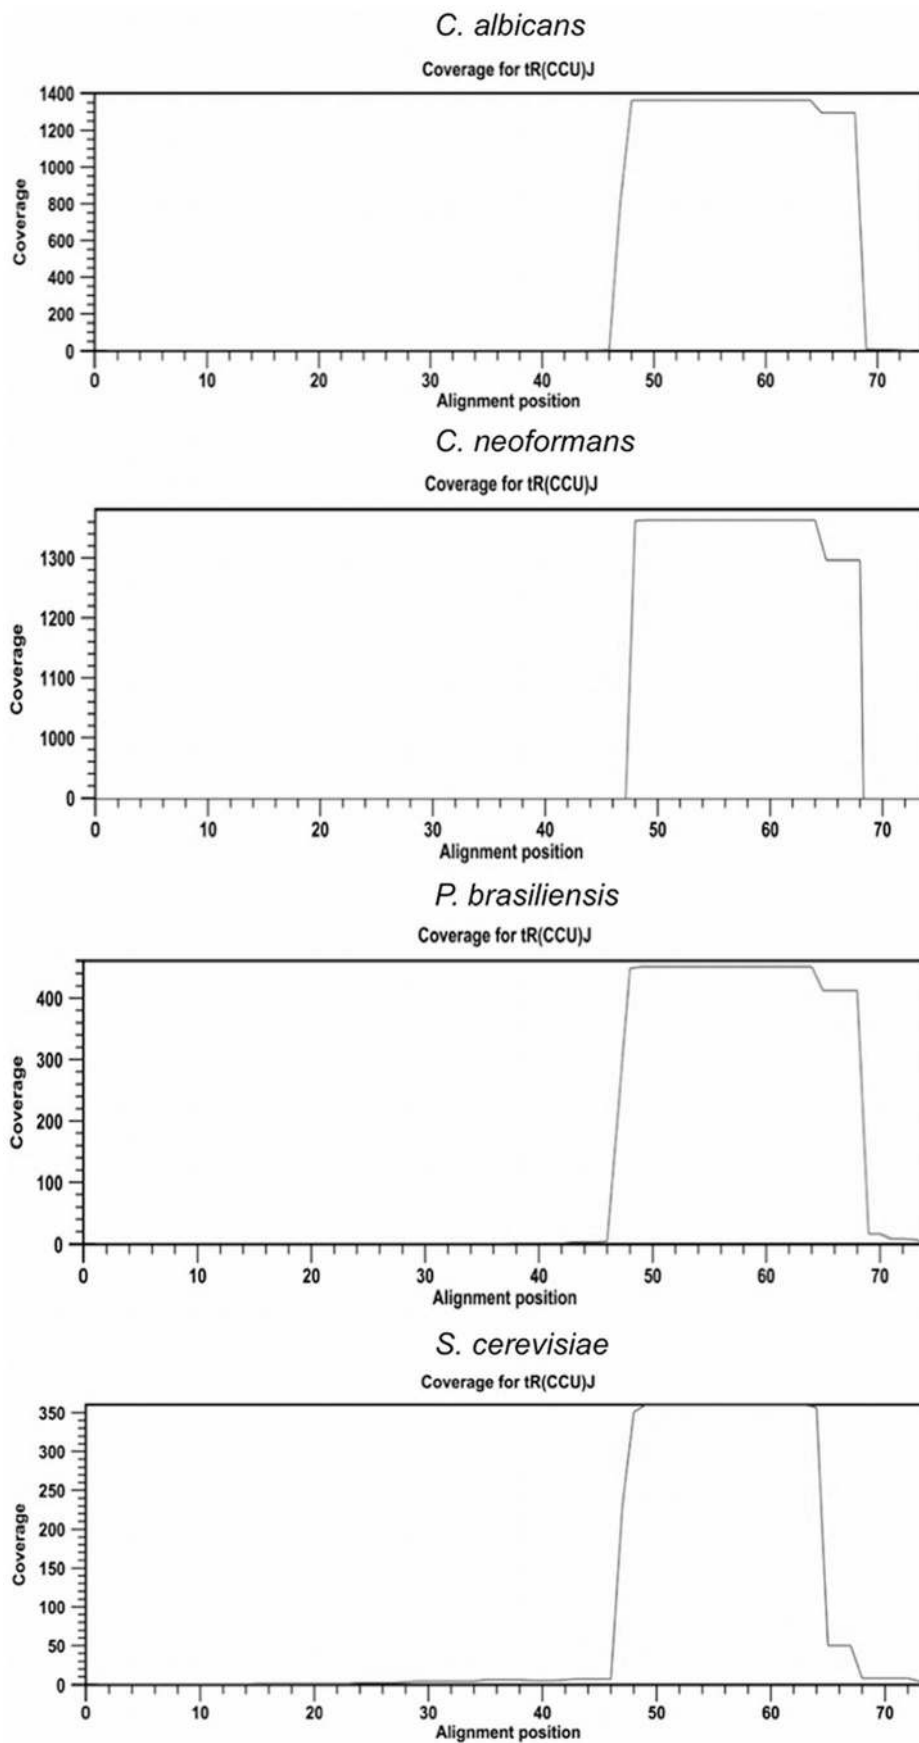 C. albicans
Coverage for tR(CCU)J
1400
1200
1000
800
600
400
200
0
Coverage
0 10 20 30 40 50 60 70
Alignment position
C. neoformans
Coverage for tR(CCU)J
1300
1200
1100
1000
0
Coverage
0 10 20 30 40 50 60 70
Alignment position
P. brasiliensis
Coverage for tR(CCU)J
400
300
200
100
0
Coverage
0 10 20 30 40 50 60 70
Alignment position
S. cerevisiae
Coverage for tR(CCU)J
350
300
250
200
150
100
50
0
Coverage
0 10 20 30 40 50 60 70
Alignment position